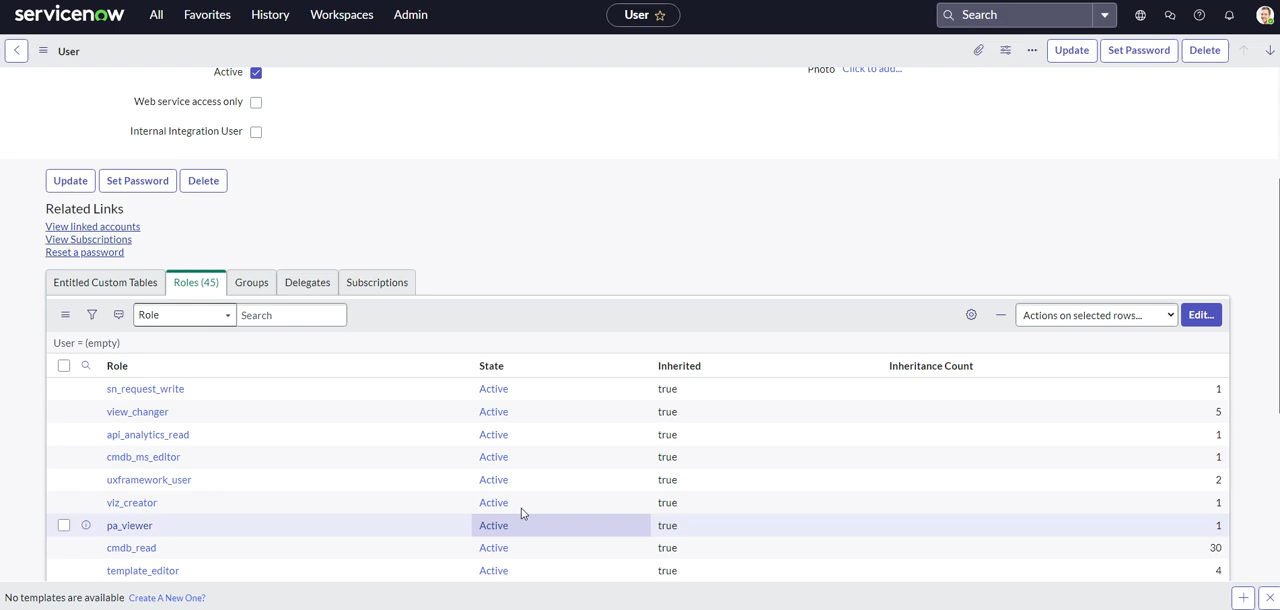 servicenow All Favorites History Workspaces Admin User Search
User Update Set Password Delete
Active Photo Click to add...
Web service access only
Internal Integration User
Update Set Password Delete
Related Links
View linked accounts
View Subscriptions
Reset a password
Entitled Custom Tables Roles (45) Groups Delegates Subscriptions
Role Search Actions on selected rows... Edit...
User = (empty)
Role State Inherited Inheritance Count
sn_request_write Active true 1
view_changer Active true 5
api_analytics_read Active true 1
cmdb_ms_editor Active true 1
uxframework_user Active true 2
viz_creator Active true 1
pa_viewer Active true 1
cmdb_read Active true 30
template_editor Active true 4
No templates are available Create A New One?